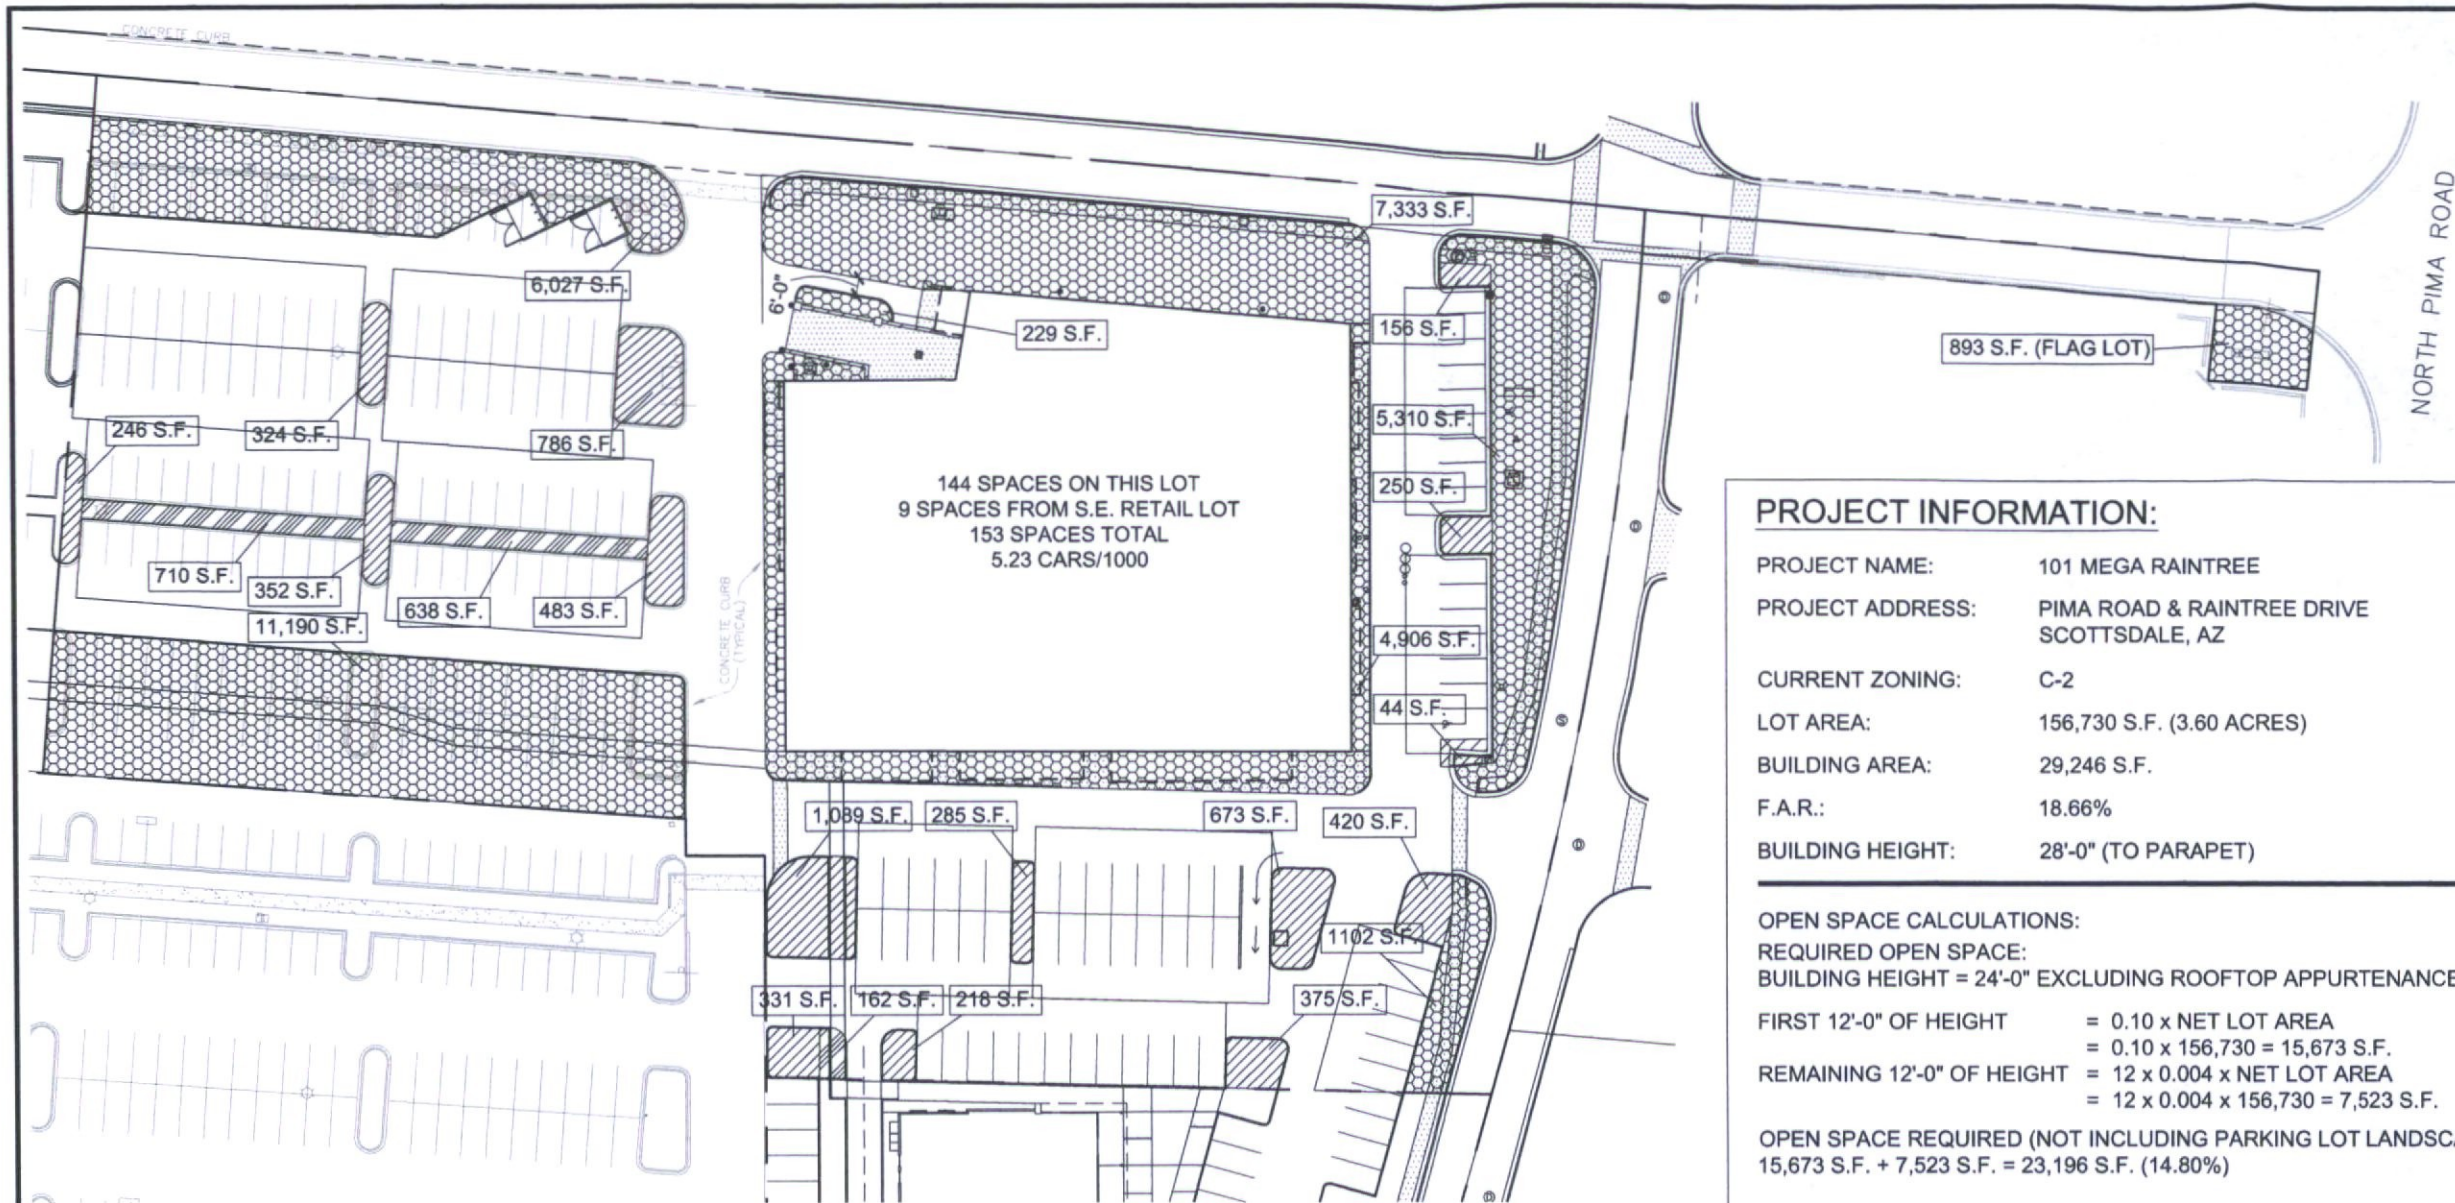 CONCRETE CURB
7,333 S.F.
6,027 S.F.
6'-0"
229 S.F.
156 S.F.
893 S.F. (FLAG LOT)
NORTH PIMA ROAD
246 S.F.
324 S.F.
786 S.F.
5,310 S.F.
250 S.F.
144 SPACES ON THIS LOT
9 SPACES FROM S.E. RETAIL LOT
153 SPACES TOTAL
5.23 CARS/1000
710 S.F.
352 S.F.
638 S.F.
483 S.F.
11,190 S.F.
CONCRETE CURB
(TYPICAL)
4,906 S.F.
44 S.F.
1,089 S.F.
285 S.F.
673 S.F.
420 S.F.
1102 S.F.
331 S.F.
162 S.F.
218 S.F.
375 S.F.
PROJECT INFORMATION:
PROJECT NAME: 101 MEGA RAINTREE
PROJECT ADDRESS: PIMA ROAD & RAINTREE DRIVE
SCOTTSDALE, AZ
CURRENT ZONING: C-2
LOT AREA: 156,730 S.F. (3.60 ACRES)
BUILDING AREA: 29,246 S.F.
F.A.R.: 18.66%
BUILDING HEIGHT: 28'-0" (TO PARAPET)
OPEN SPACE CALCULATIONS:
REQUIRED OPEN SPACE:
BUILDING HEIGHT = 24'-0" EXCLUDING ROOFTOP APPURTENANCE
FIRST 12'-0" OF HEIGHT = 0.10 x NET LOT AREA
= 0.10 x 156,730 = 15,673 S.F.
REMAINING 12'-0" OF HEIGHT = 12 x 0.004 x NET LOT AREA
= 12 x 0.004 x 156,730 = 7,523 S.F.
OPEN SPACE REQUIRED (NOT INCLUDING PARKING LOT LANDSC
15,673 S.F. + 7,523 S.F. = 23,196 S.F. (14.80%)